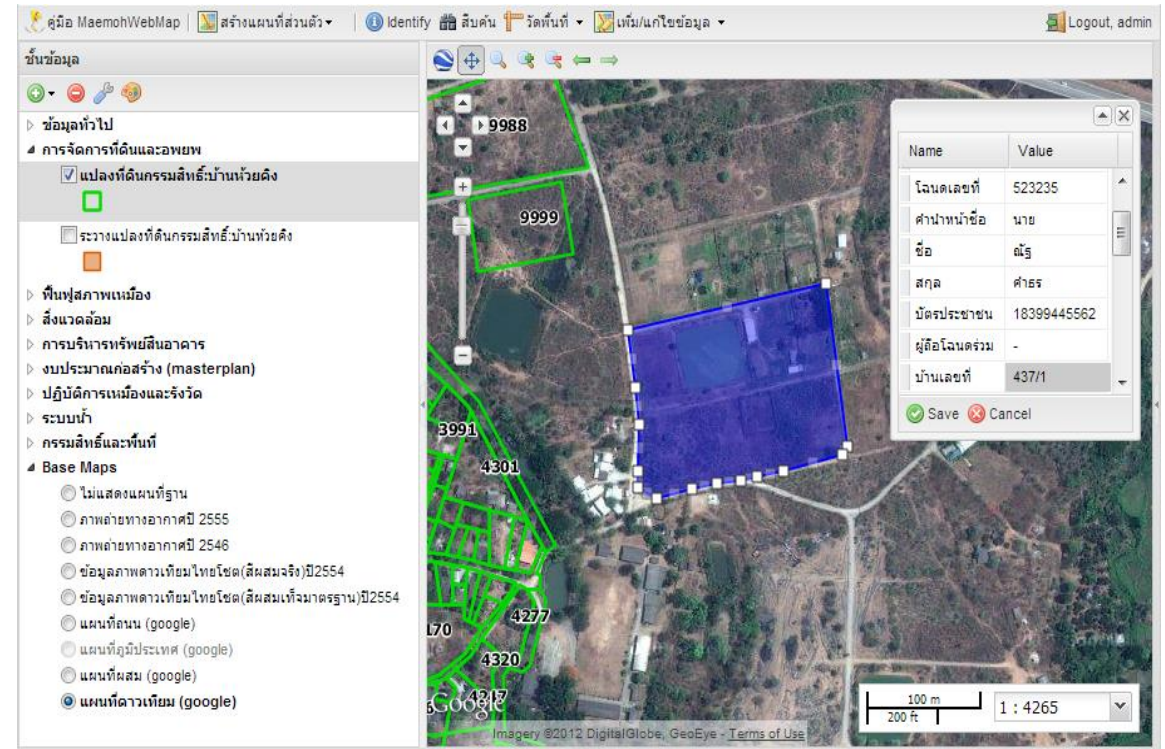 คู่มือ MaemohWebMap สร้างแผนที่ส่วนตัว Identify สืบค้น วัดพื้นที่ เพิ่ม/แก้ไขข้อมูล Logout, admin
ชั้นข้อมูล
ข้อมูลทั่วไป
การจัดการที่ดินและอพยพ
แปลงที่ดินกรรมสิทธิ์:บ้านห้วยคิง
ระวางแปลงที่ดินกรรมสิทธิ์:บ้านห้วยคิง
ฟื้นฟูสภาพเหมือง
สิ่งแวดล้อม
การบริหารทรัพย์สินอาคาร
งบประมาณก่อสร้าง (masterplan)
ปฏิบัติการเหมืองและรังวัด
ระบบน้ำ
กรรมสิทธิ์และพื้นที่
Base Maps
ไม่แสดงแผนที่ฐาน
ภาพถ่ายทางอากาศปี 2555
ภาพถ่ายทางอากาศปี 2546
ข้อมูลภาพดาวเทียมไทยโชต(สีผสมจริง)ปี2554
ข้อมูลภาพดาวเทียมไทยโชต(สีผสมเท็จมาตรฐาน)ปี2554
แผนที่ถนน (google)
แผนที่ภูมิประเทศ (google)
แผนที่ผสม (google)
แผนที่ดาวเทียม (google)
9988
9999
3991
4301
4277
170
4320
4247
Google
Imagery ©2012 DigitalGlobe, GeoEye - Terms of Use
Name Value
โฉนดเลขที่ 523235
คำนำหน้าชื่อ นาย
ชื่อ ณัฐ
สกุล ศำธร
บัตรประชาชน 18399445562
ผู้ถือโฉนดร่วม -
บ้านเลขที่ 437/1
Save Cancel
100 m
200 ft
1 : 4265